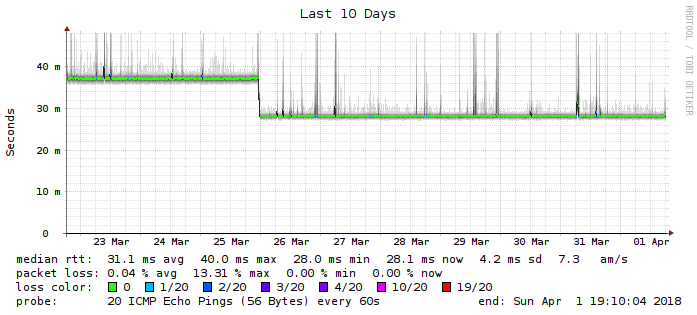 Last 10 Days
RRDTOOL / TOBI OETIKER
Seconds
40 m
30 m
20 m
10 m
0
23 Mar 24 Mar 25 Mar 26 Mar 27 Mar 28 Mar 29 Mar 30 Mar 31 Mar 01 Apr
median rtt: 31.1 ms avg 40.0 ms max 28.0 ms min 28.1 ms now 4.2 ms sd 7.3 am/s
packet loss: 0.04 % avg 13.31 % max 0.00 % min 0.00 % now
loss color: 0 1/20 2/20 3/20 4/20 10/20 19/20
probe: 20 ICMP Echo Pings (56 Bytes) every 60s end: Sun Apr 1 19:10:04 2018